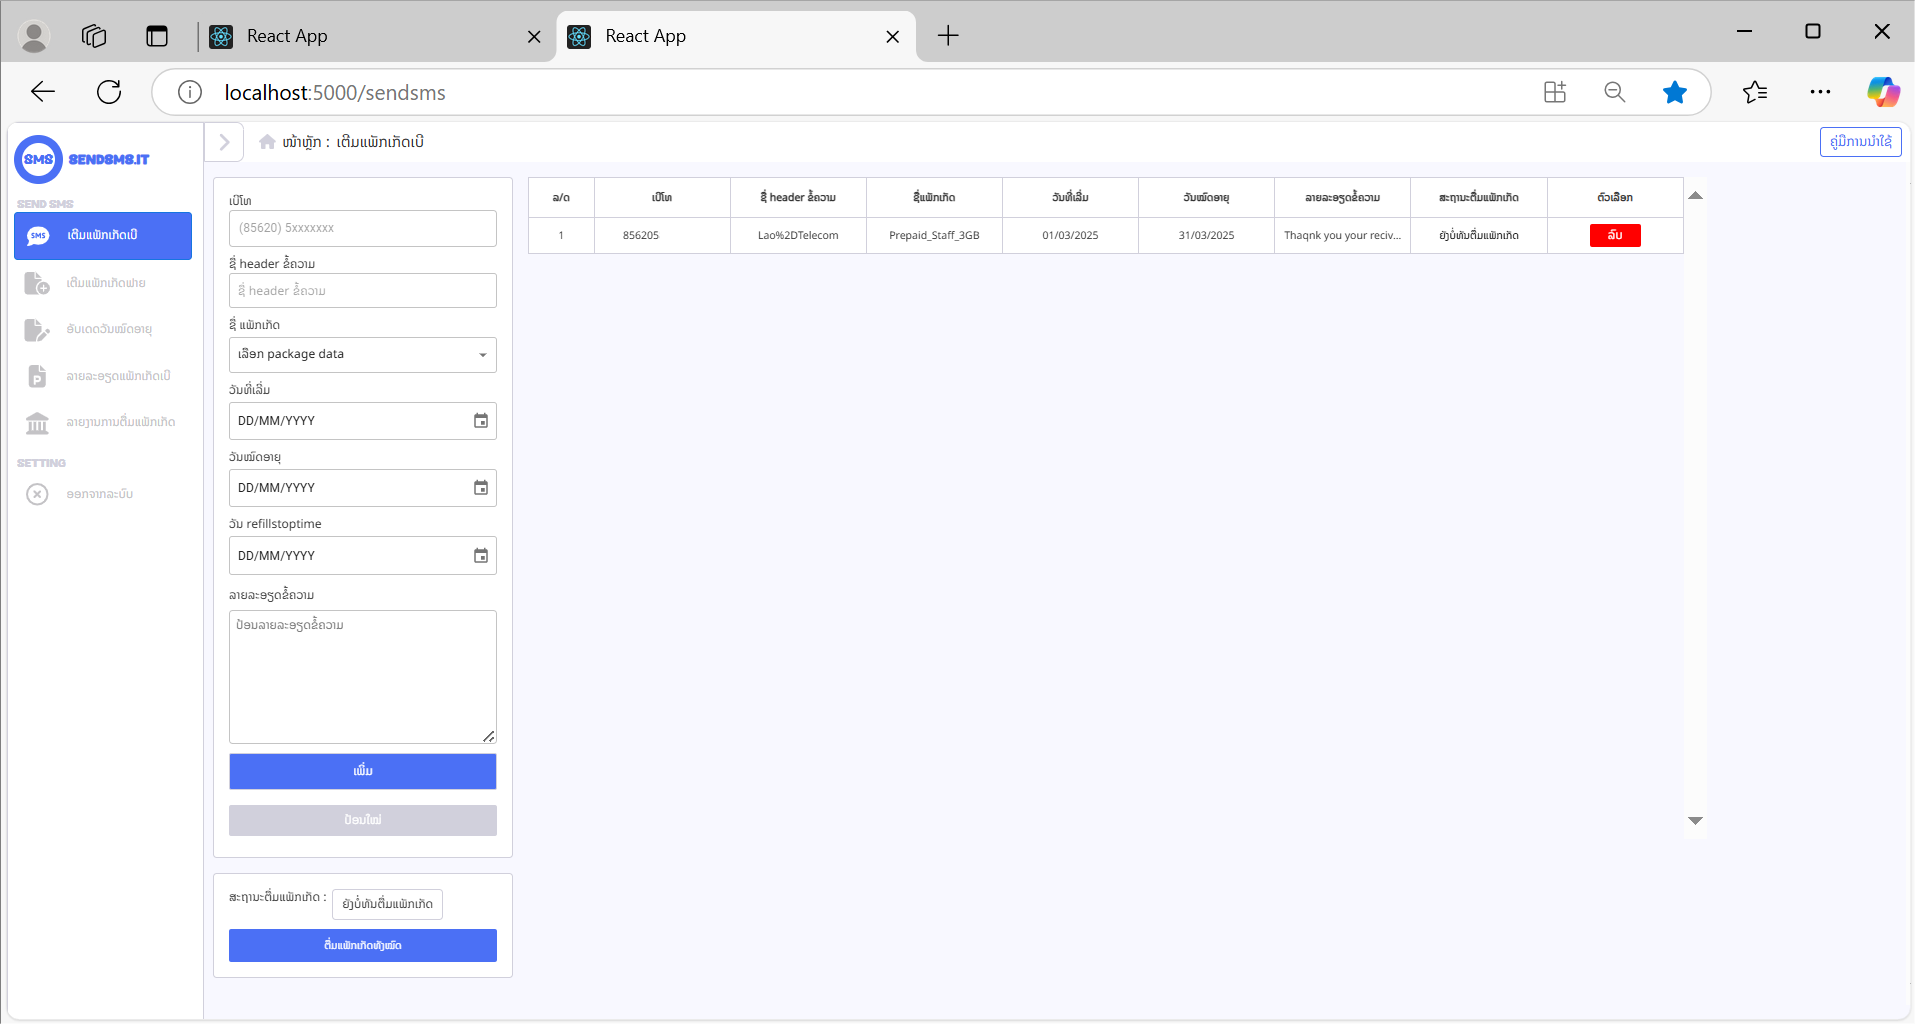 React App
React App
localhost:5000/sendsms
SMS SENDSMS.IT
ໜ້າຫຼັກ : ເຕີມແພັກເກັດເບີ
ຄູ່ມືການນຳໃຊ້
SEND SMS
SMS ເຕີມແພັກເກັດເບີ
ເຕີມແພັກເກັດຟາຍ
ອັບເດດວັນໝົດອາຍຸ
ລາຍລະອຽດແພັກເກັດເບີ
ລາຍງານການຕື່ມແພັກເກັດ
SETTING
ອອກຈາກລະບົບ
ເບີໂທ
(85620) 5xxxxxxx
ຊື່ header ຂໍ້ຄວາມ
ຊື່ header ຂໍ້ຄວາມ
ຊື່ ແພັກເກັດ
ເລືອກ package data
ວັນທີ່ເລີ່ມ
DD/MM/YYYY
ວັນໝົດອາຍຸ
DD/MM/YYYY
ວັນ refillstoptime
DD/MM/YYYY
ລາຍລະອຽດຂໍ້ຄວາມ
ປ້ອນລາຍລະອຽດຂໍ້ຄວາມ
ເພີ່ມ
ປ້ອນໃໝ່
ສະຖານະຕື່ມແພັກເກັດ : ຍັງບໍ່ທັນຕື່ມແພັກເກັດ
ຕື່ມແພັກເກັດທັງໝົດ
ລ/ດ ເບີໂທ ຊື່ header ຂໍ້ຄວາມ ຊື່ແພັກເກັດ ວັນທີ່ເລີ່ມ ວັນໝົດອາຍຸ ລາຍລະອຽດຂໍ້ຄວາມ ສະຖານະຕື່ມແພັກເກັດ ຕົວເລືອກ
1 856205 Lao%2DTelecom Prepaid_Staff_3GB 01/03/2025 31/03/2025 Thaqnk you your reciv... ຍັງບໍ່ທັນຕື່ມແພັກເກັດ ລົບ